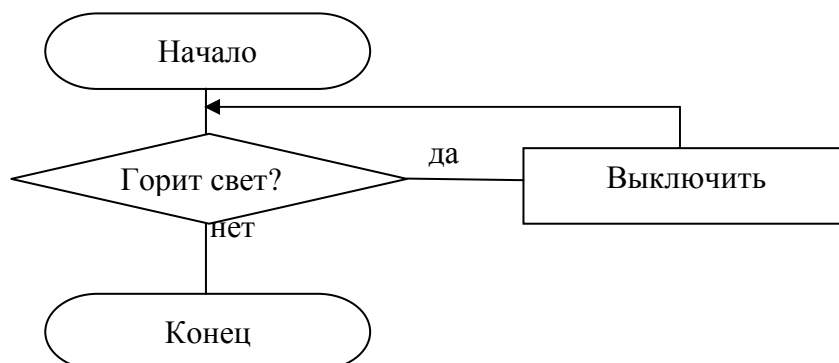 Начало
Горит свет?
да
Выключить
нет
Конец